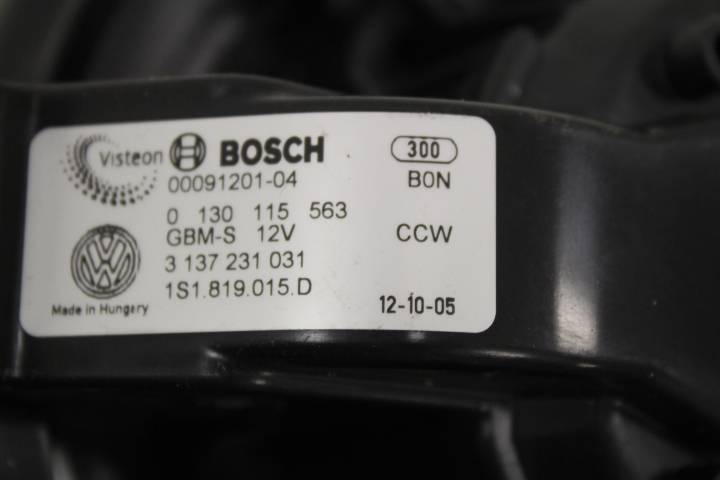 Visteon BOSCH 300
00091201-04 B0N
0 130 115 563
GBM-S 12V CCW
3 137 231 031
1S1.819.015.D
Made in Hungary 12-10-05